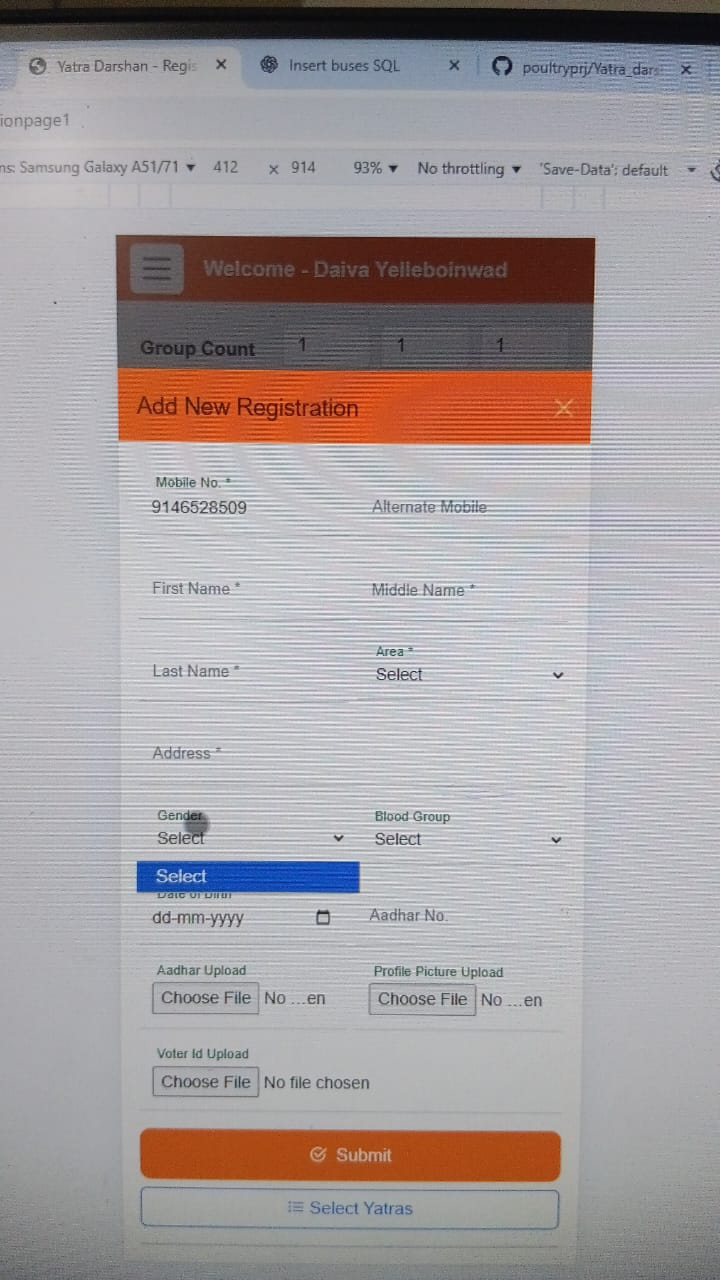 Yatra Darshan - Regis × Insert buses SQL × poultryprj/Yatra_dars ×
ionpage1
ns: Samsung Galaxy A51/71 ▼ 412 × 914 93% ▼ No throttling ▼ 'Save-Data': default
Welcome - Daiva Yelleboinwad
Group Count 1 1 1
Add New Registration
Mobile No. *
9146528509 Alternate Mobile
First Name * Middle Name *
Area *
Last Name * Select
Address *
Gender Blood Group
Select Select
Select
Date of Birth
dd-mm-yyyy Aadhar No.
Aadhar Upload Profile Picture Upload
Choose File No ...en Choose File No ...en
Voter Id Upload
Choose File No file chosen
Submit
Select Yatras